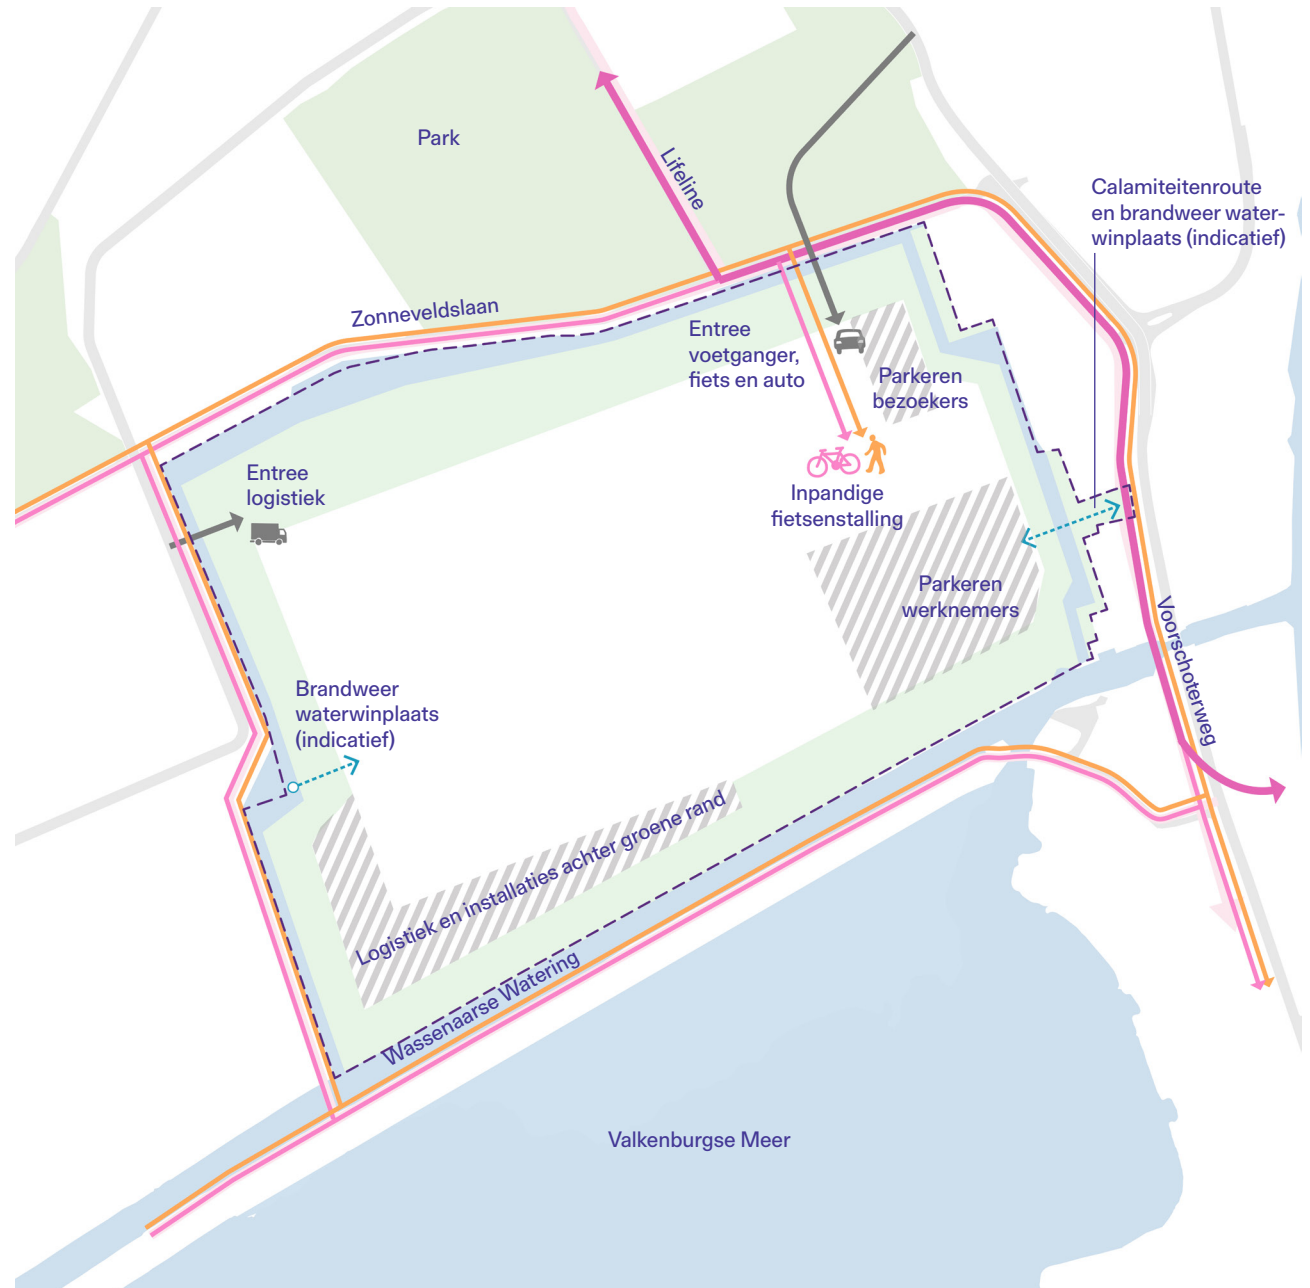 Park
Lifeline
Calamiteitenroute
en brandweer water-
winplaats (indicatief)
Zonneveldslaan
Entree
voetganger,
fiets en auto
Parkeren
bezoekers
Entree
logistiek
Inpandige
fietsenstalling
Parkeren
werknemers
Voorschoterweg
Brandweer
waterwinplaats
(indicatief)
Logistiek en installaties achter groene rand
Wassenaarse Watering
Valkenburgse Meer